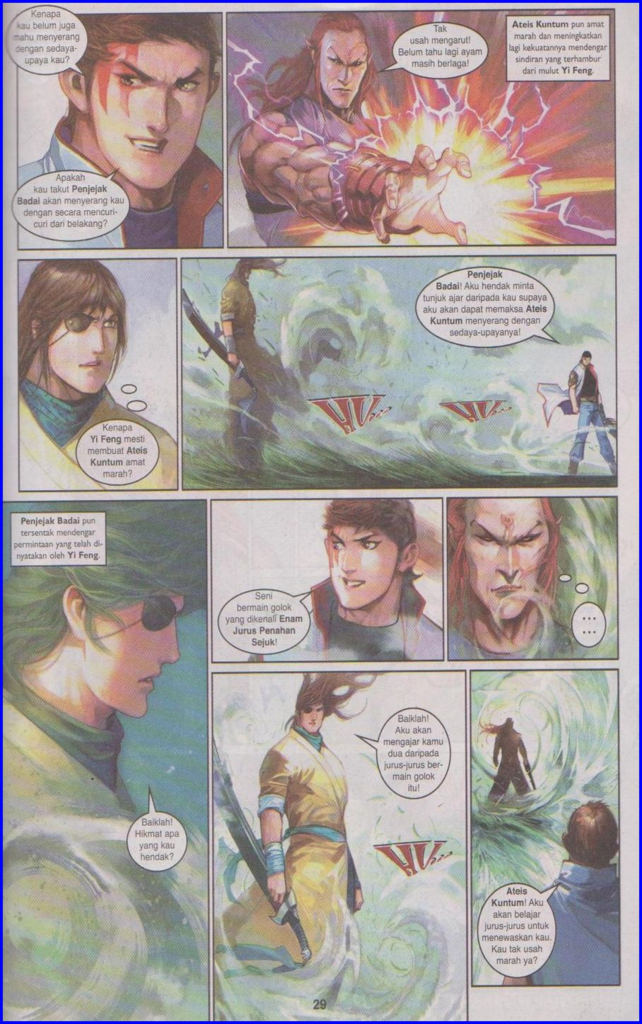 Kenapa
kau belum juga
mahu menyerang
dengan sedaya-
upaya kau?
Apakah
kau takut Penjejak
Badai akan menyerang kau
dengan secara mencuri-
curi dari belakang?
Tak
usah mengarut!
Belum tahu lagi ayam
masih berlaga!
Ateis Kuntum pun amat
marah dan meningkatkan
lagi kekuatannya mendengar
sindiran yang terhambur
dari mulut Yi Feng.
Kenapa
Yi Feng mesti
membuat Ateis
Kuntum amat
marah?
Penjejak
Badai! Aku hendak minta
tunjuk ajar daripada kau supaya
aku akan dapat memaksa Ateis
Kuntum menyerang dengan
sedaya-upayanya!
HU
HU
Penjejak Badai pun
tersentak mendengar
permintaan yang telah di-
nyatakan oleh Yi Feng.
Baiklah!
Hikmat apa
yang kau
hendak?
Seni
bermain golok
yang dikenali Enam
Jurus Penahan
Sejuk!
...
...
Baiklah!
Aku akan
mengajar kamu
dua daripada
jurus-jurus ber-
main golok
itu!
HU
Ateis
Kuntum! Aku
akan belajar
jurus-jurus untuk
menewaskan kau.
Kau tak usah
marah ya?
29